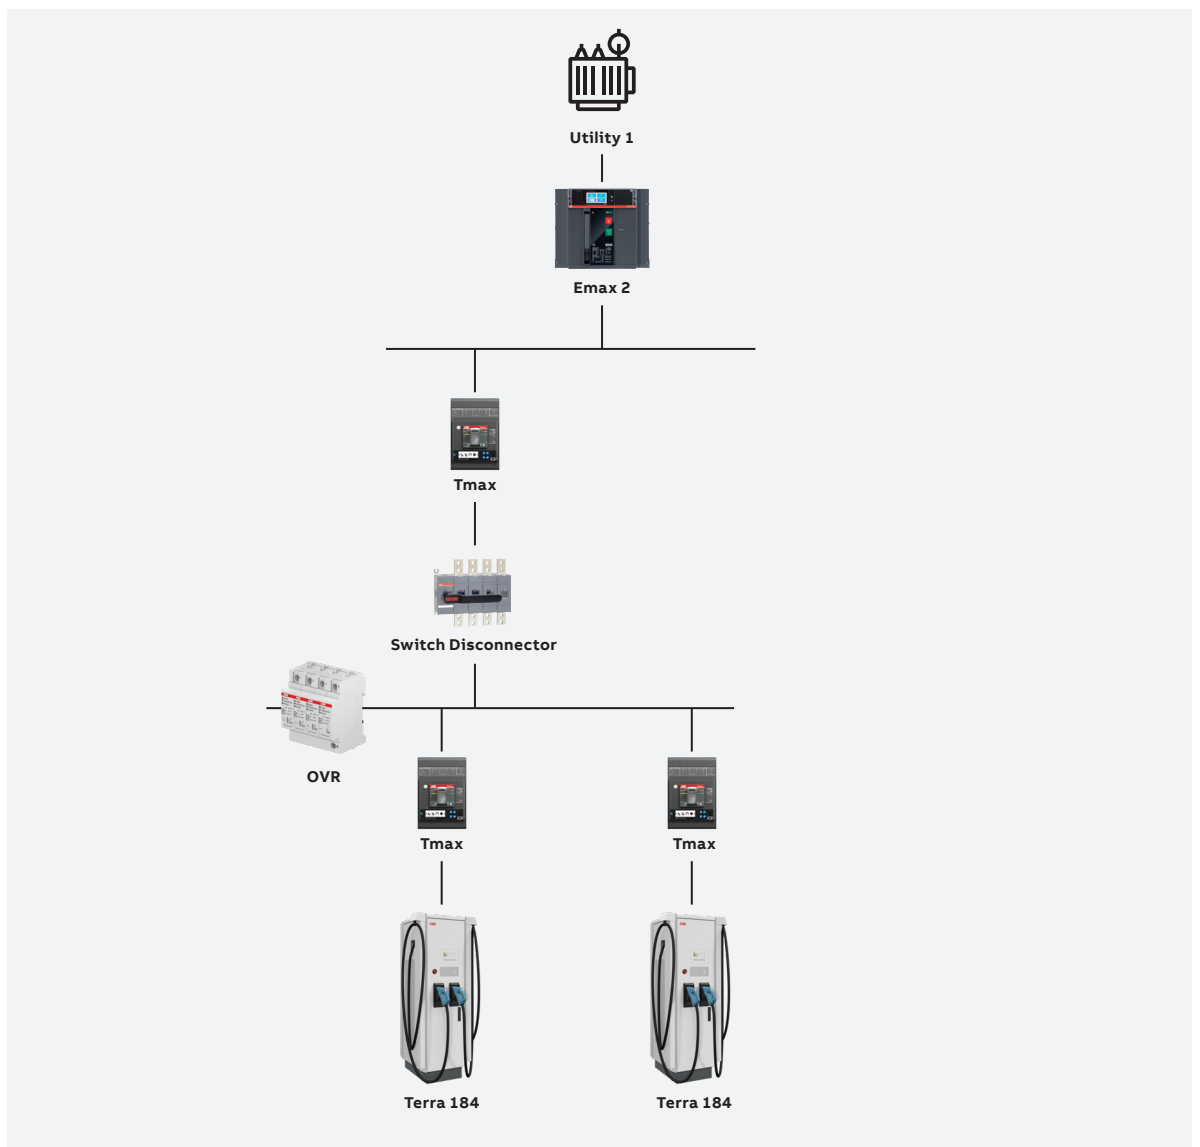 Utility 1
Emax 2
Tmax
Switch Disconnector
OVR
Tmax
Tmax
Terra 184
Terra 184